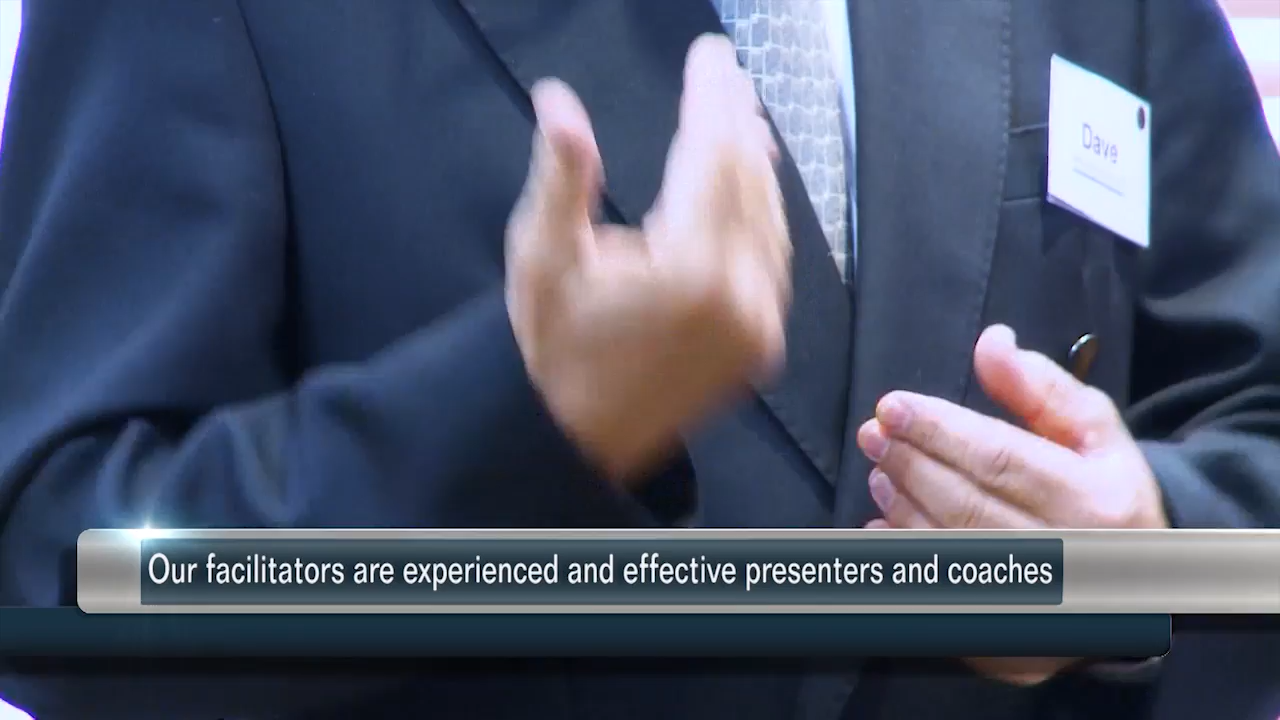 Dave
Our facilitators are experienced and effective presenters and coaches